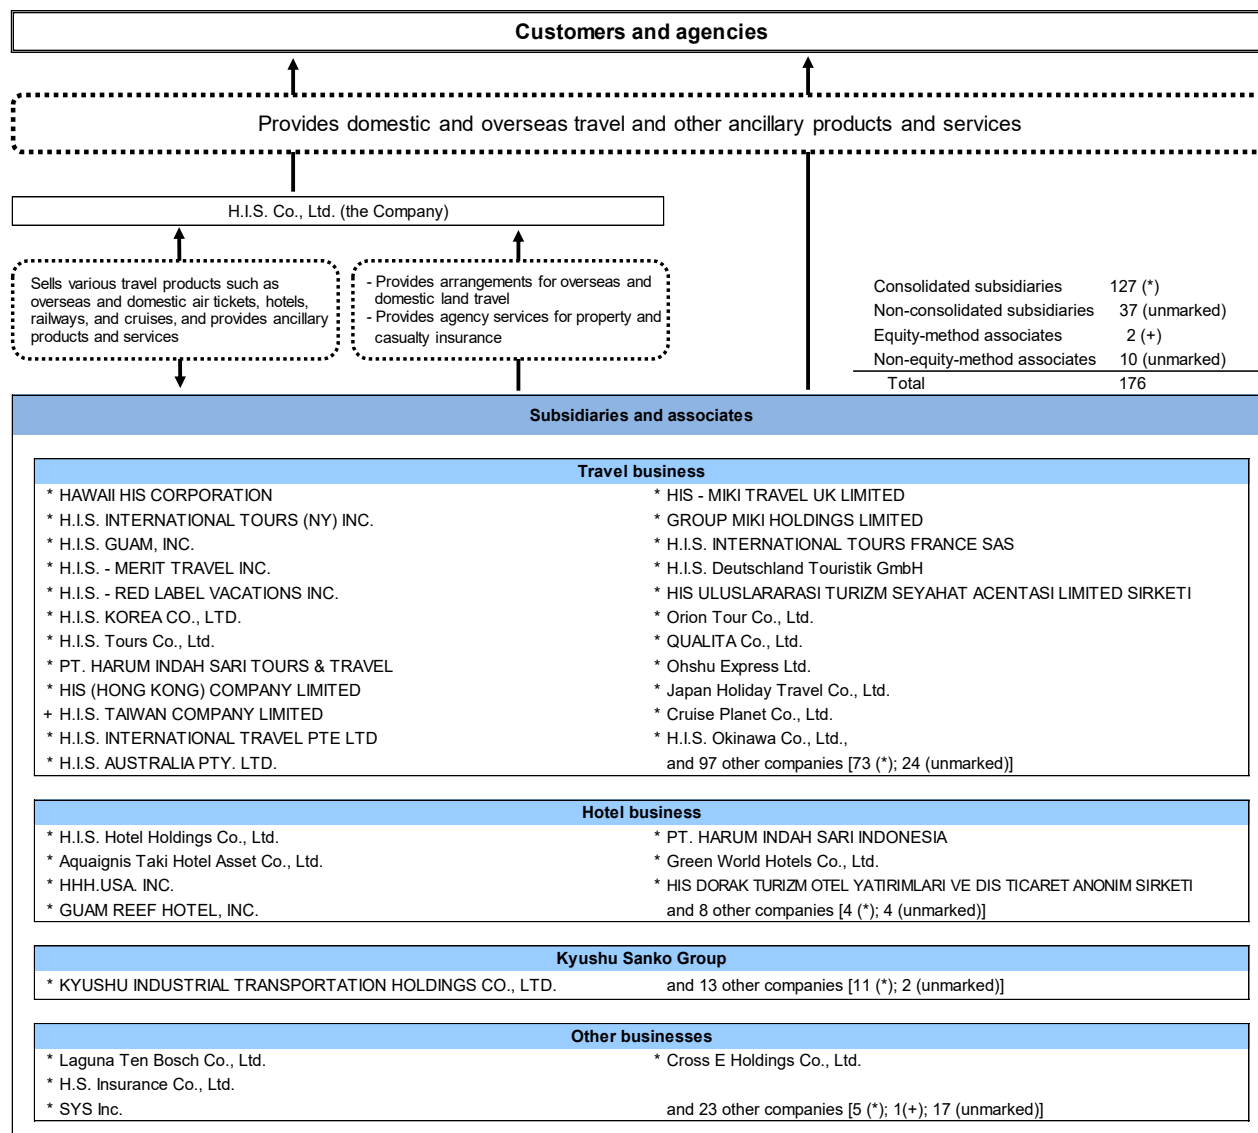 Customers and agencies
Provides domestic and overseas travel and other ancillary products and services
H.I.S. Co., Ltd. (the Company)
Sells various travel products such as
overseas and domestic air tickets, hotels,
railways, and cruises, and provides ancillary
products and services
- Provides arrangements for overseas and
domestic land travel
- Provides agency services for property and
casualty insurance
Consolidated subsidiaries 127 (*)
Non-consolidated subsidiaries 37 (unmarked)
Equity-method associates 2 (+)
Non-equity-method associates 10 (unmarked)
Total 176
Subsidiaries and associates
Travel business
* HAWAII HIS CORPORATION
* H.I.S. INTERNATIONAL TOURS (NY) INC.
* H.I.S. GUAM, INC.
* H.I.S. - MERIT TRAVEL INC.
* H.I.S. - RED LABEL VACATIONS INC.
* H.I.S. KOREA CO., LTD.
* H.I.S. Tours Co., Ltd.
* PT. HARUM INDAH SARI TOURS & TRAVEL
* HIS (HONG KONG) COMPANY LIMITED
+ H.I.S. TAIWAN COMPANY LIMITED
* H.I.S. INTERNATIONAL TRAVEL PTE LTD
* H.I.S. AUSTRALIA PTY. LTD.
* HIS - MIKI TRAVEL UK LIMITED
* GROUP MIKI HOLDINGS LIMITED
* H.I.S. INTERNATIONAL TOURS FRANCE SAS
* H.I.S. Deutschland Touristik GmbH
* HIS ULUSLARARASI TURIZM SEYAHAT ACENTASI LIMITED SIRKETI
* Orion Tour Co., Ltd.
* QUALITA Co., Ltd.
* Ohshu Express Ltd.
* Japan Holiday Travel Co., Ltd.
* Cruise Planet Co., Ltd.
* H.I.S. Okinawa Co., Ltd.,
and 97 other companies [73 (*); 24 (unmarked)]
Hotel business
* H.I.S. Hotel Holdings Co., Ltd.
* Aquaignis Taki Hotel Asset Co., Ltd.
* HHH.USA. INC.
* GUAM REEF HOTEL, INC.
* PT. HARUM INDAH SARI INDONESIA
* Green World Hotels Co., Ltd.
* HIS DORAK TURIZM OTEL YATIRIMLARI VE DIS TICARET ANONIM SIRKETI
and 8 other companies [4 (*); 4 (unmarked)]
Kyushu Sanko Group
* KYUSHU INDUSTRIAL TRANSPORTATION HOLDINGS CO., LTD.
and 13 other companies [11 (*); 2 (unmarked)]
Other businesses
* Laguna Ten Bosch Co., Ltd.
* H.S. Insurance Co., Ltd.
* SYS Inc.
* Cross E Holdings Co., Ltd.
and 23 other companies [5 (*); 1(+); 17 (unmarked)]